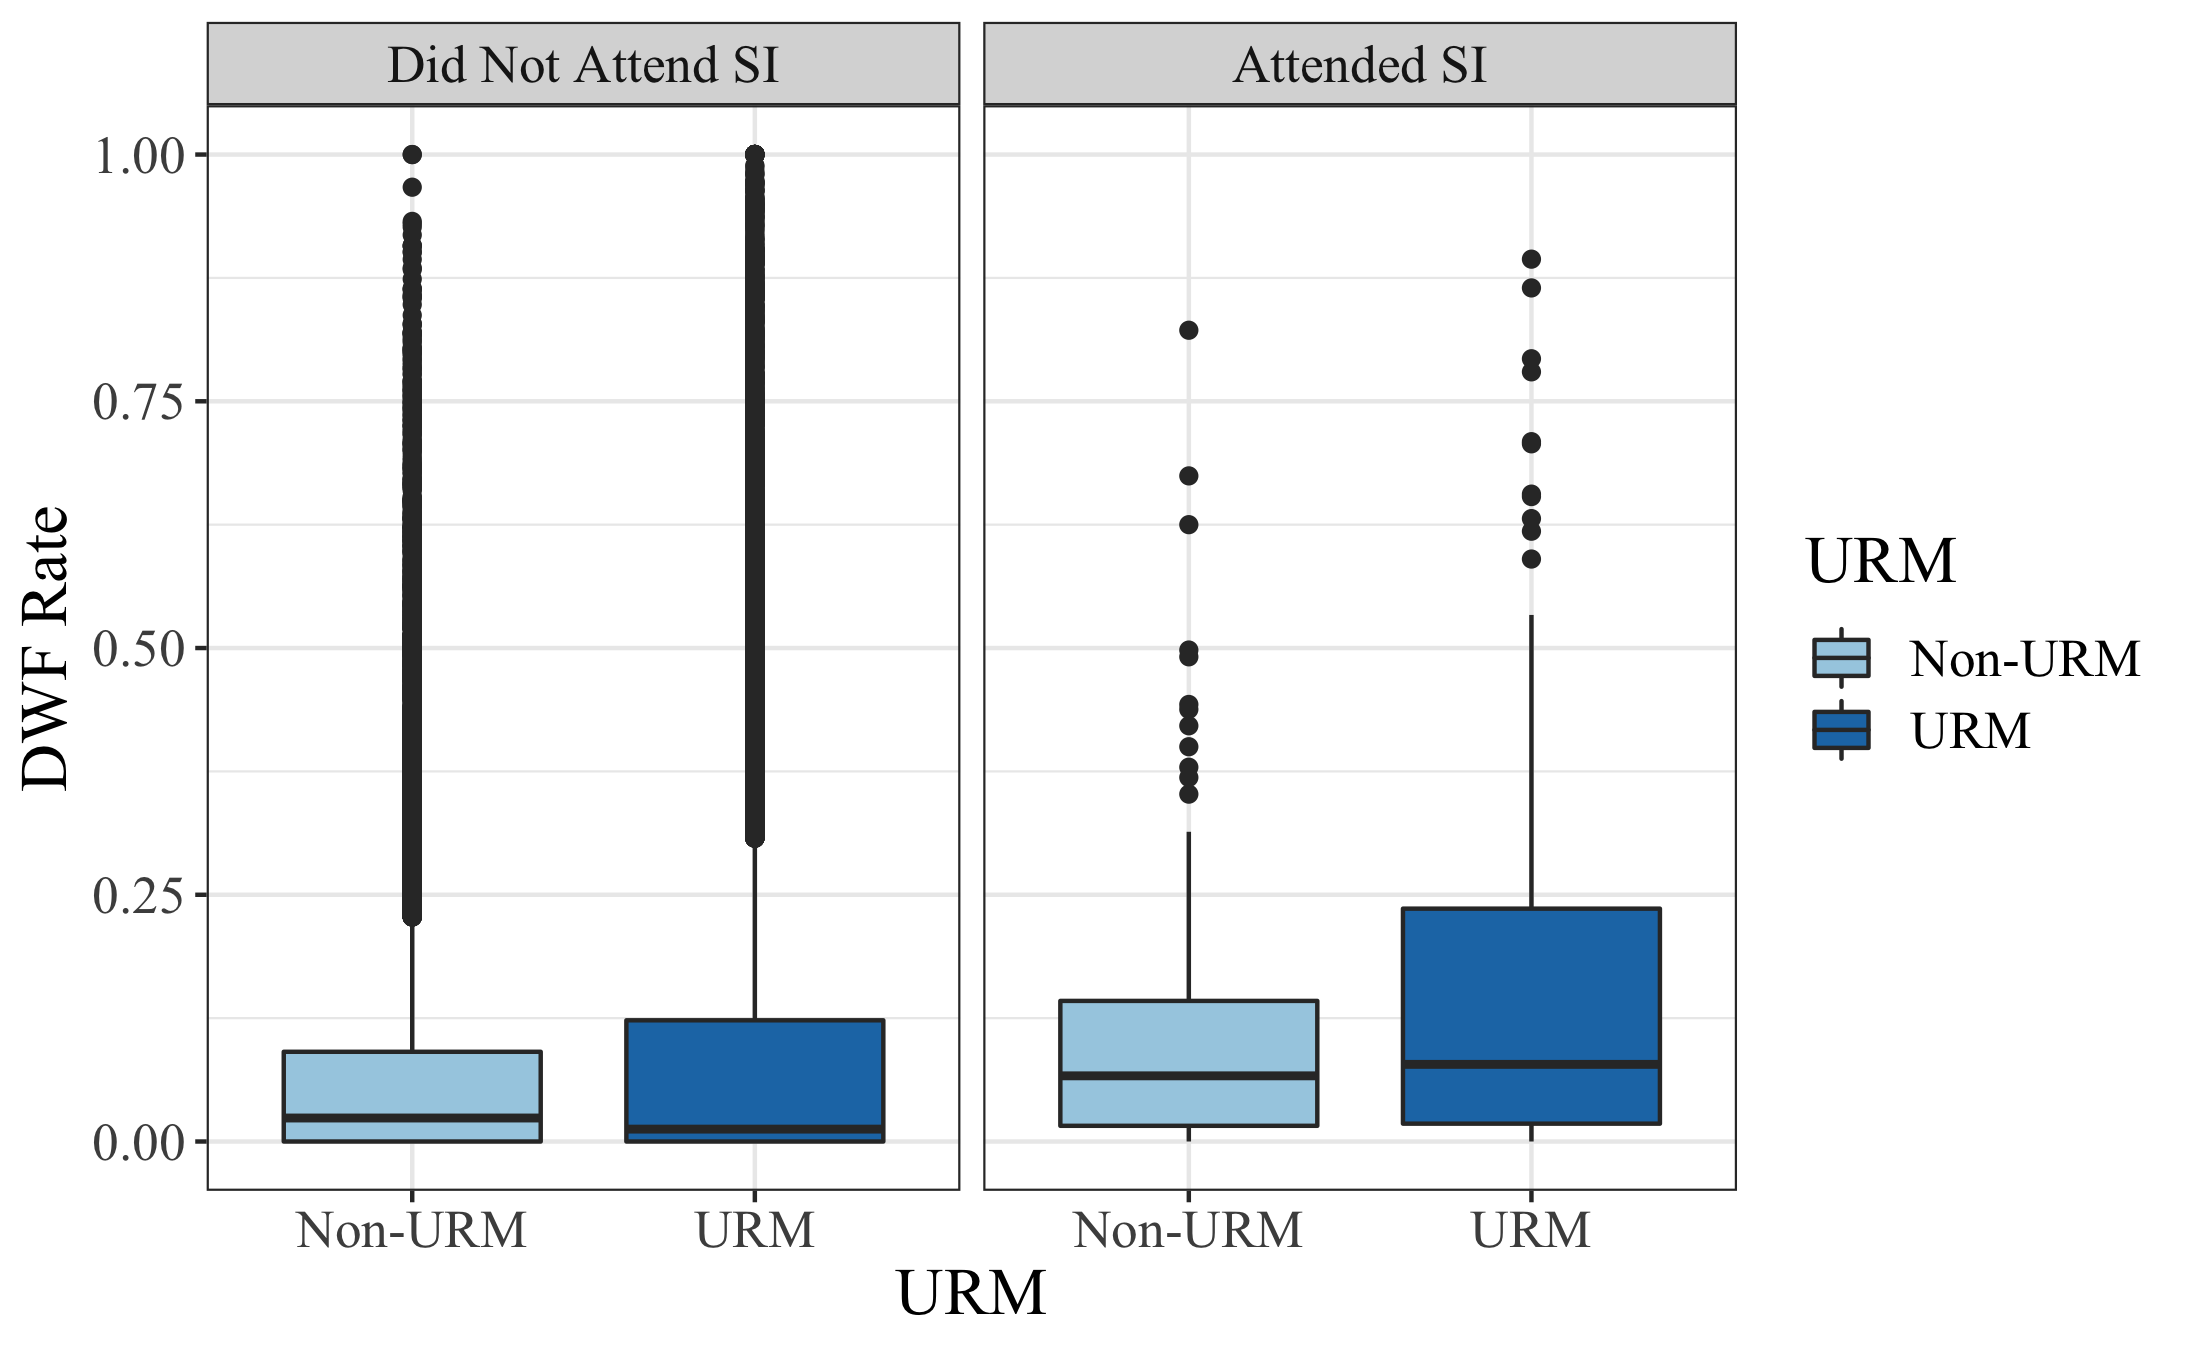 Did Not Attend SI
Attended SI
1.00
0.75
0.50
0.25
0.00
DWF Rate
Non-URM
URM
Non-URM
URM
URM
URM
Non-URM
URM